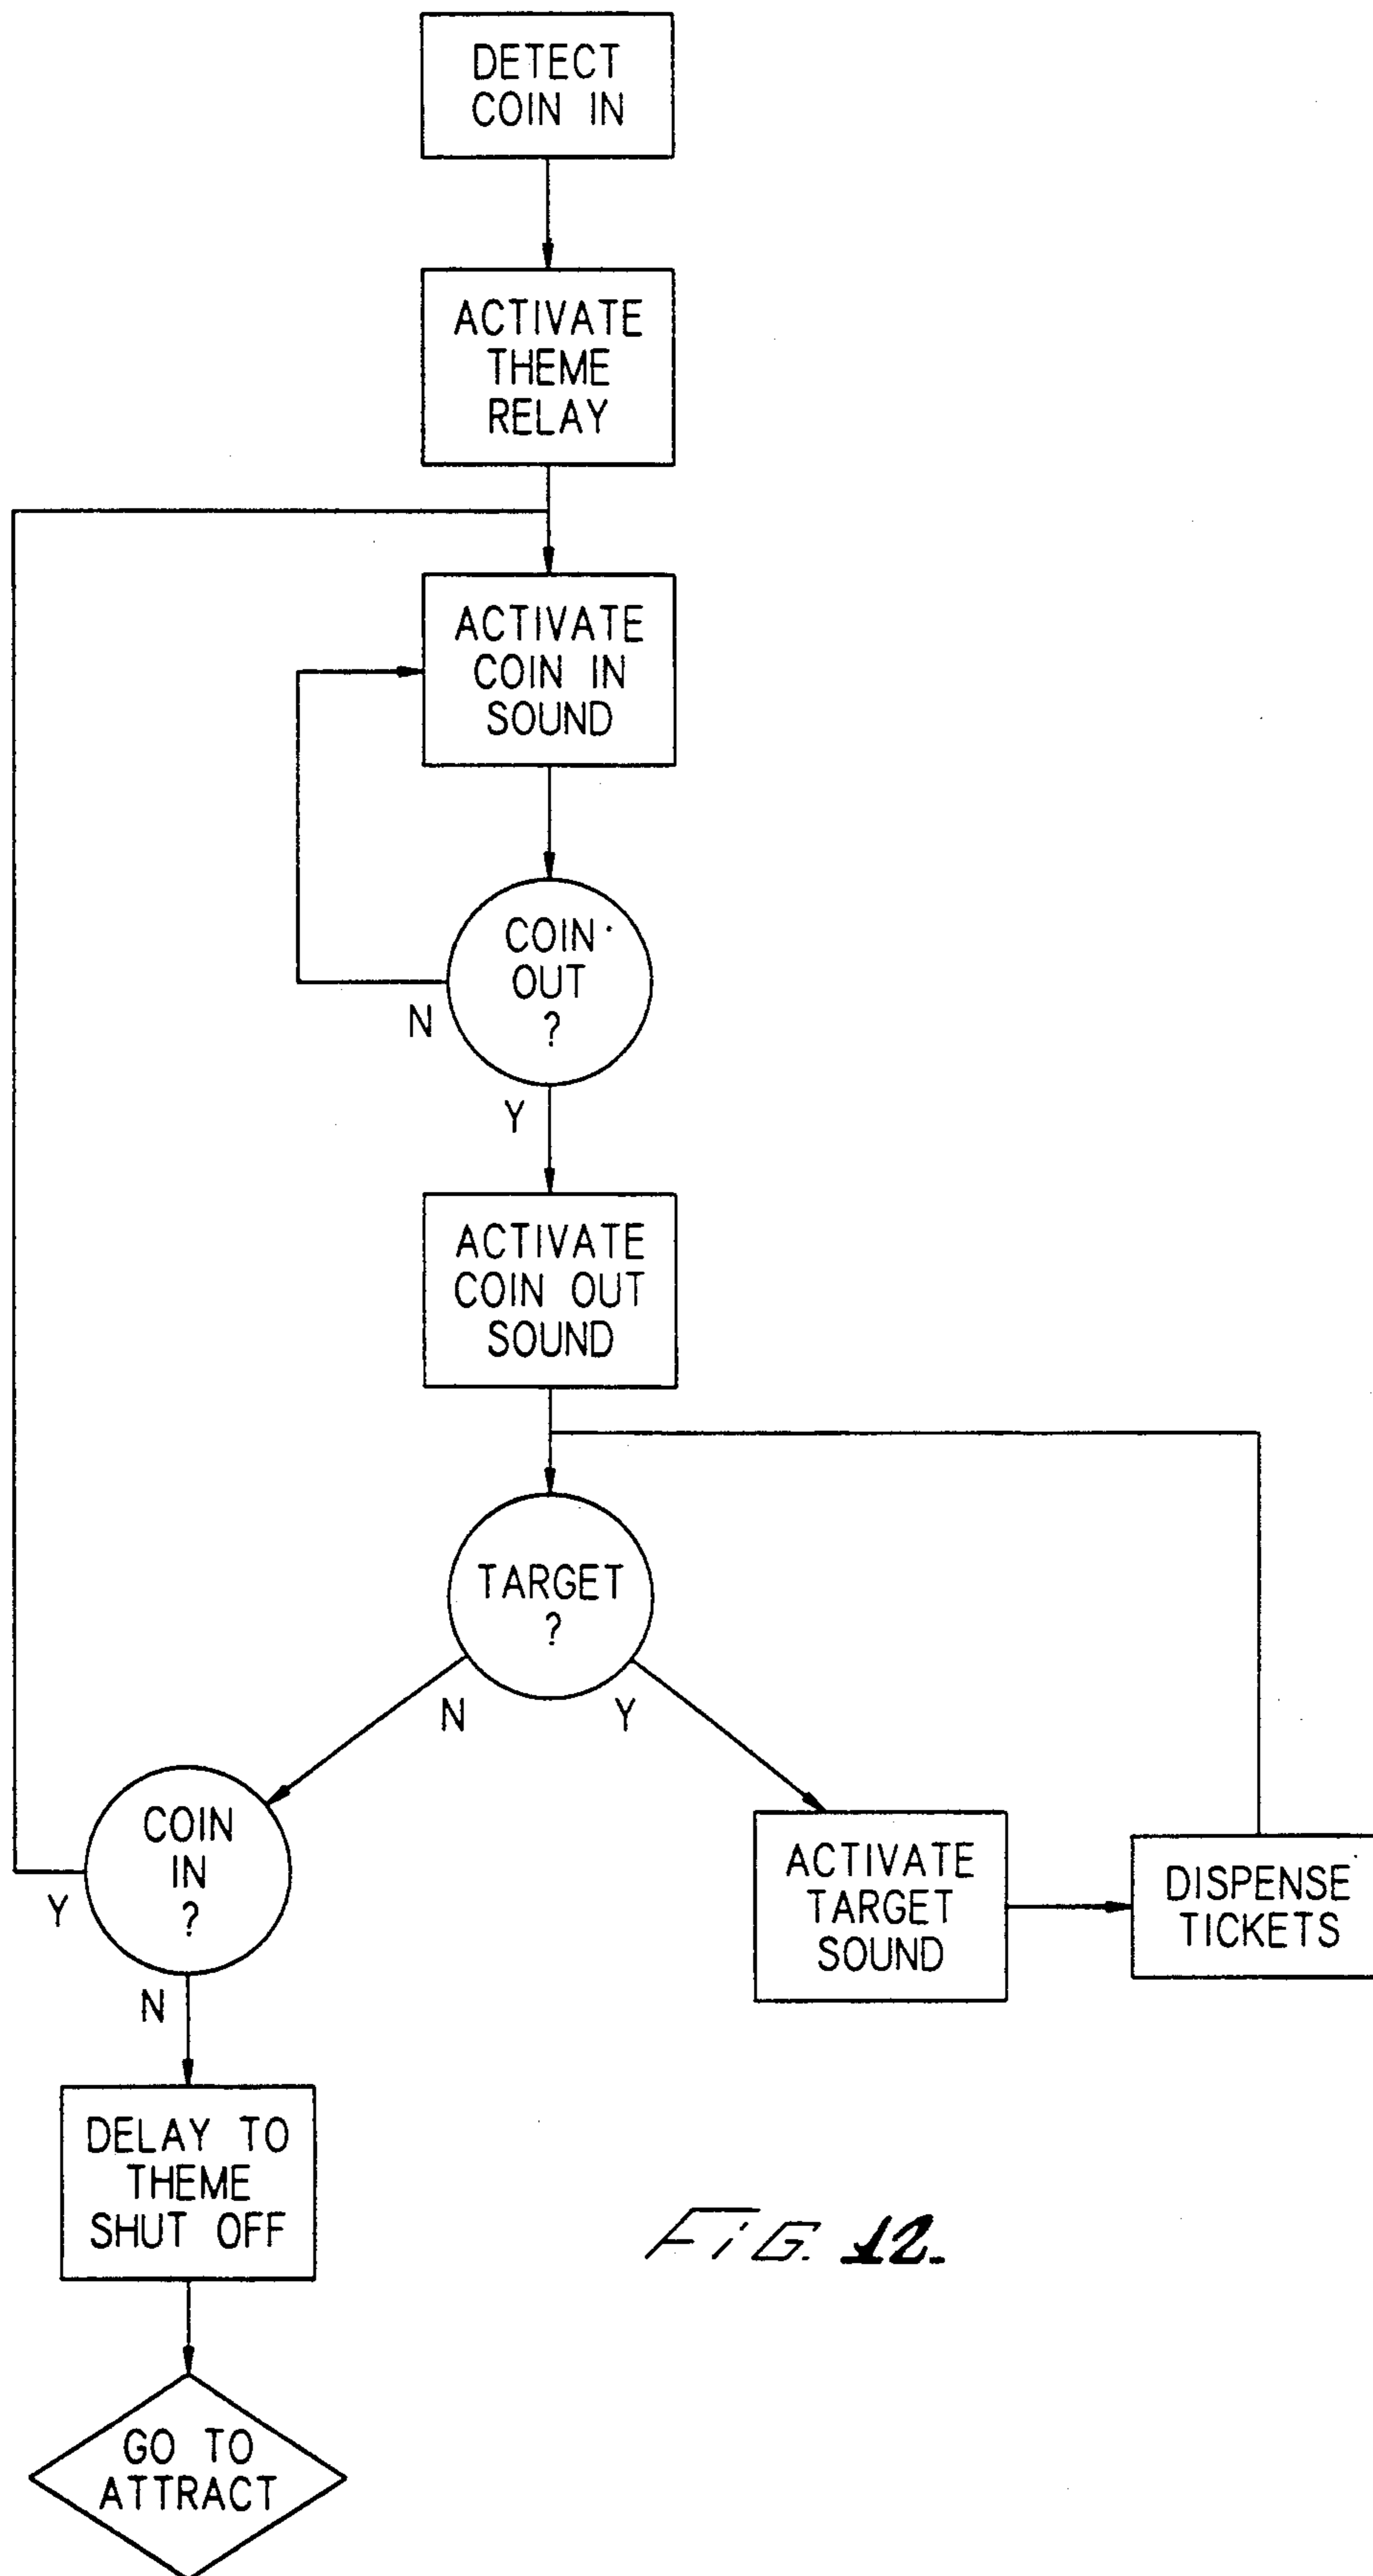 DETECT
COIN IN
ACTIVATE
THEME
RELAY
ACTIVATE
COIN IN
SOUND
COIN
OUT
?
N
Y
ACTIVATE
COIN OUT
SOUND
TARGET
?
N
Y
COIN
IN
?
Y
N
ACTIVATE
TARGET
SOUND
DISPENSE
TICKETS
DELAY TO
THEME
SHUT OFF
GO TO
ATTRACT
FIG. 12.